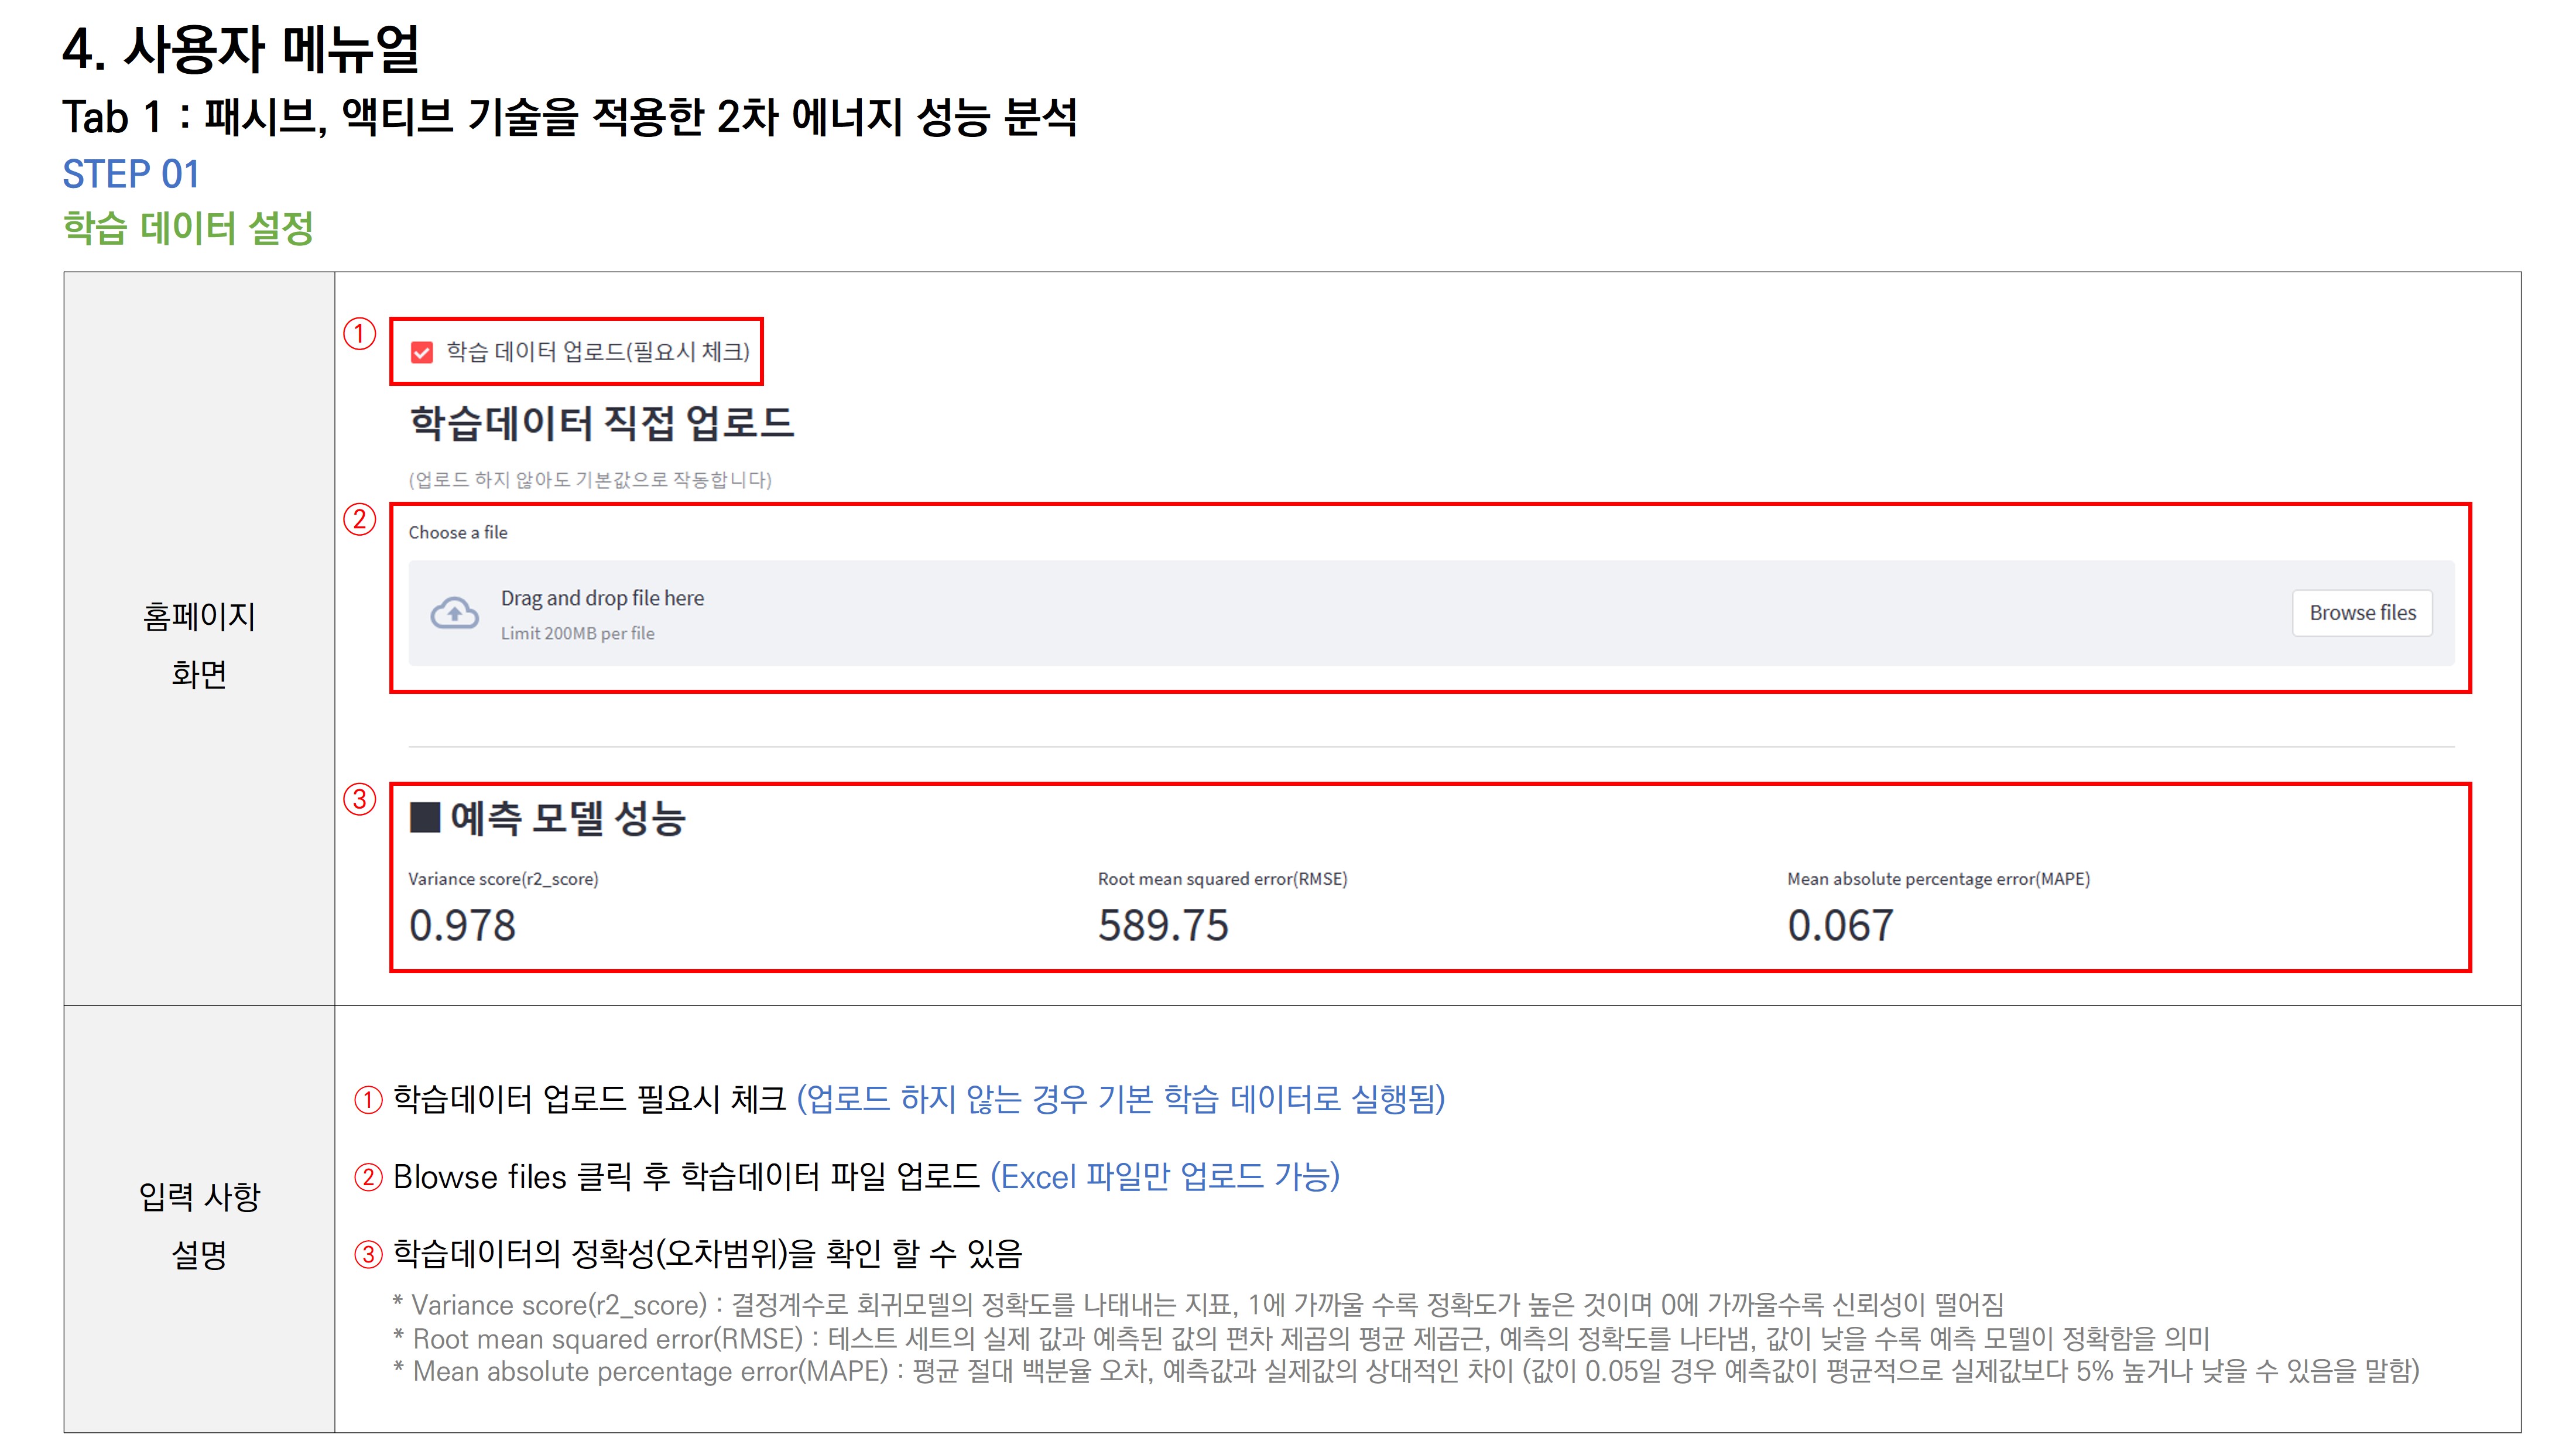 4. 사용자 메뉴얼
Tab 1 : 패시브, 액티브 기술을 적용한 2차 에너지 성능 분석
STEP 01
학습 데이터 설정
홈페이지
화면
①
학습 데이터 업로드(필요시 체크)
학습데이터 직접 업로드
(업로드 하지 않아도 기본값으로 작동합니다)
②
Choose a file
Drag and drop file here
Limit 200MB per file
Browse files
③
■ 예측 모델 성능
Variance score(r2_score)
0.978
Root mean squared error(RMSE)
589.75
Mean absolute percentage error(MAPE)
0.067
입력 사항
설명
① 학습데이터 업로드 필요시 체크 (업로드 하지 않는 경우 기본 학습 데이터로 실행됨)
② Blowse files 클릭 후 학습데이터 파일 업로드 (Excel 파일만 업로드 가능)
③ 학습데이터의 정확성(오차범위)을 확인 할 수 있음
* Variance score(r2_score) : 결정계수로 회귀모델의 정확도를 나태내는 지표, 1에 가까울 수록 정확도가 높은 것이며 0에 가까울수록 신뢰성이 떨어짐
* Root mean squared error(RMSE) : 테스트 세트의 실제 값과 예측된 값의 편차 제곱의 평균 제곱근, 예측의 정확도를 나타냄, 값이 낮을 수록 예측 모델이 정확함을 의미
* Mean absolute percentage error(MAPE) : 평균 절대 백분율 오차, 예측값과 실제값의 상대적인 차이 (값이 0.05일 경우 예측값이 평균적으로 실제값보다 5% 높거나 낮을 수 있음을 말함)